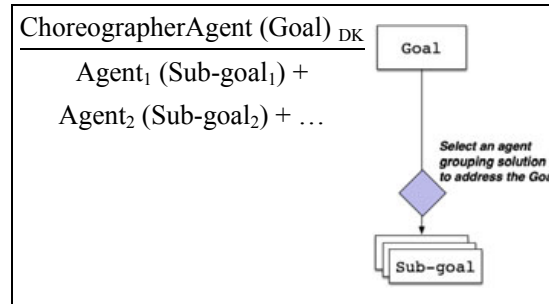 ChoreographerAgent (Goal) DK
Agent₁ (Sub-goal₁) +
Agent₂ (Sub-goal₂) + …
Goal
Select an agent
grouping solution
to address the Goa
Sub-goal